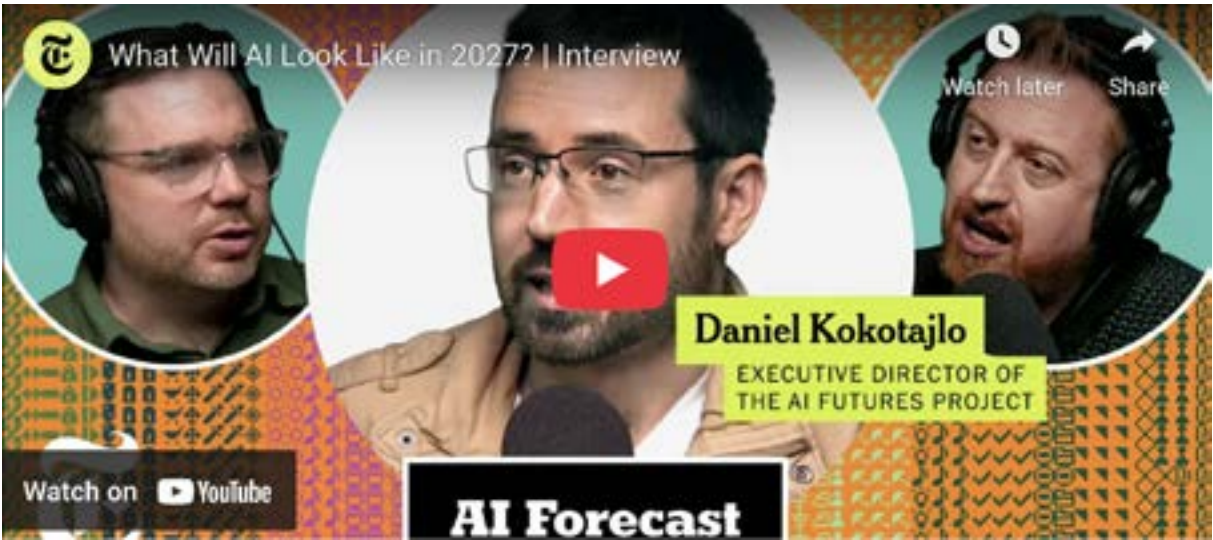 What Will AI Look Like in 2027? | Interview
Watch later
Share
Daniel Kokotajlo
EXECUTIVE DIRECTOR OF
THE AI FUTURES PROJECT
Watch on YouTube
AI Forecast